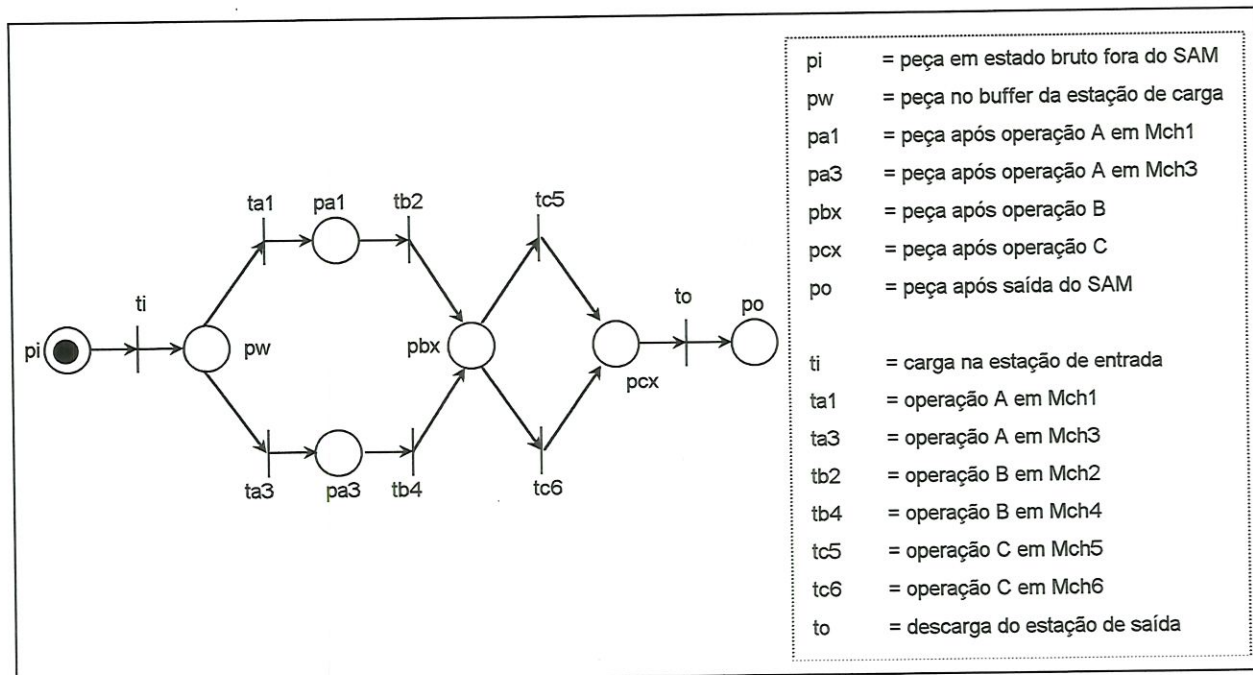 ta1 pa1 tb2 tc5
ti to po
pi pw pbx pcx
ta3 pa3 tb4 tc6
pi = peça em estado bruto fora do SAM
pw = peça no buffer da estação de carga
pa1 = peça após operação A em Mch1
pa3 = peça após operação A em Mch3
pbx = peça após operação B
pcx = peça após operação C
po = peça após saída do SAM
ti = carga na estação de entrada
ta1 = operação A em Mch1
ta3 = operação A em Mch3
tb2 = operação B em Mch2
tb4 = operação B em Mch4
tc5 = operação C em Mch5
tc6 = operação C em Mch6
to = descarga do estação de saída